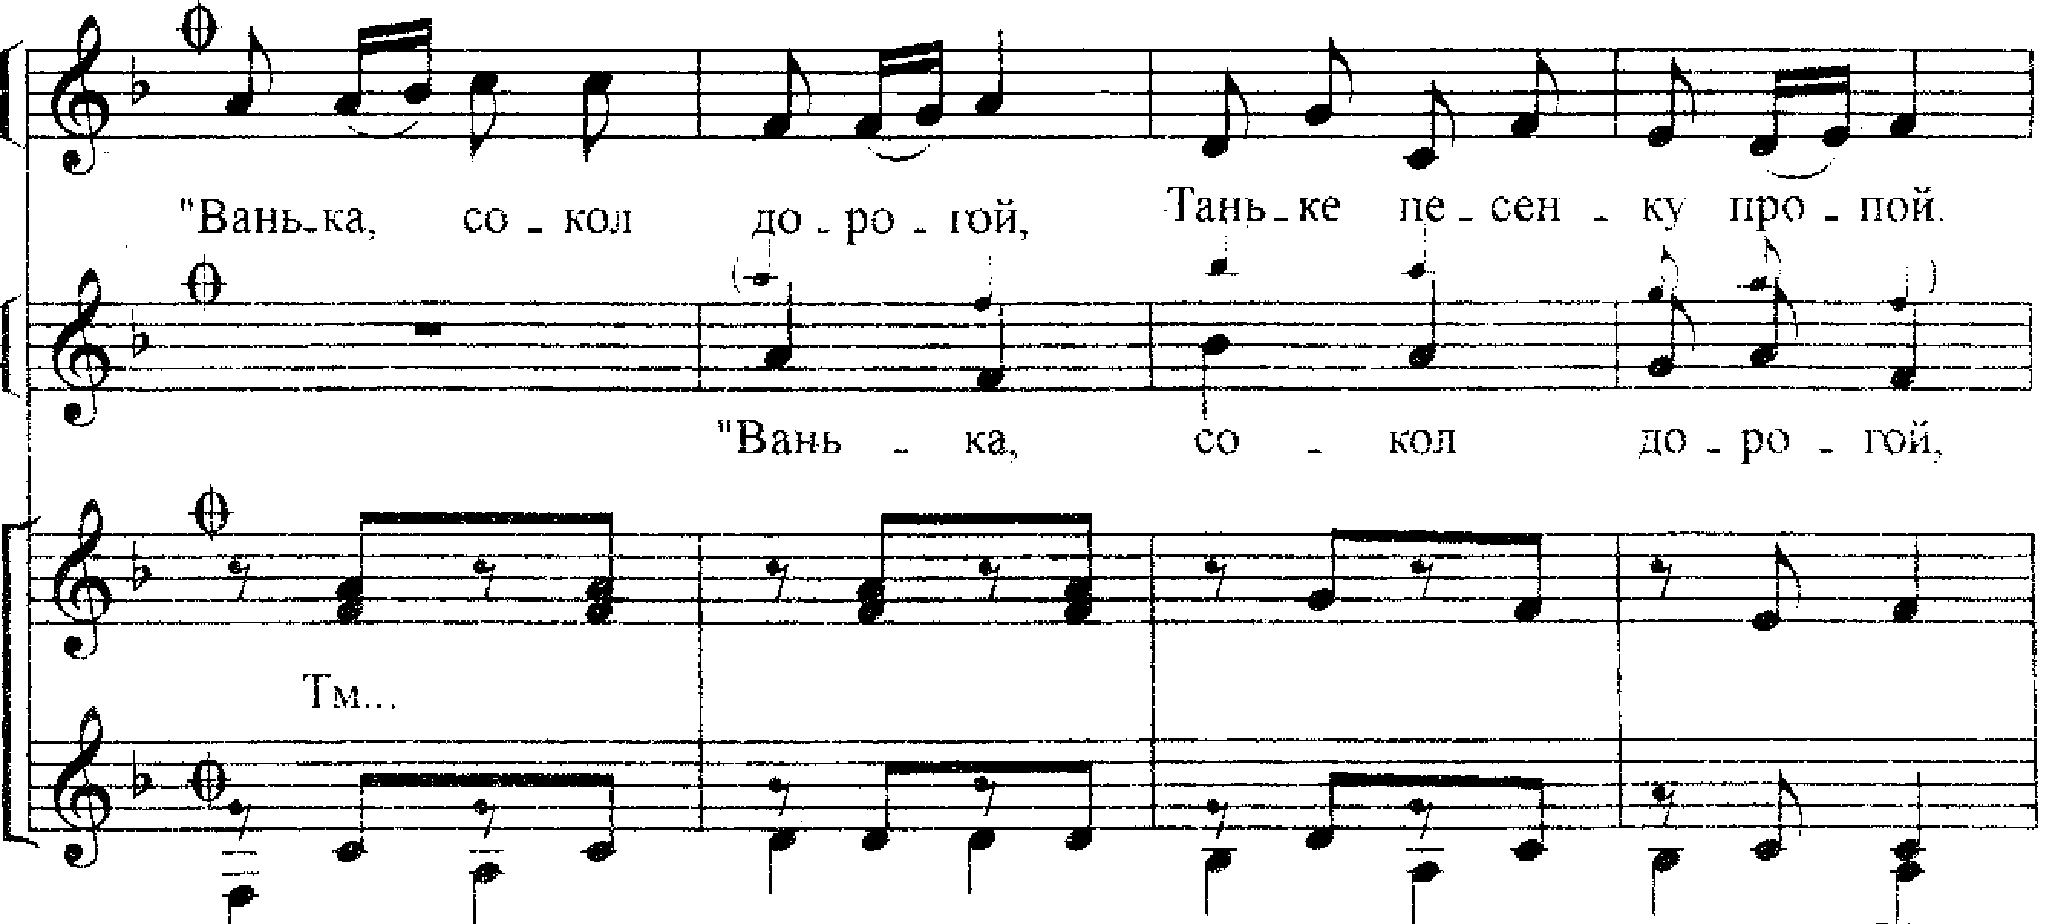 "Вань-ка, со-кол до-ро-гой, Тань-ке пе-сен-ку про-пой.
"Вань-ка, со-кол до-ро-гой,
Тм...